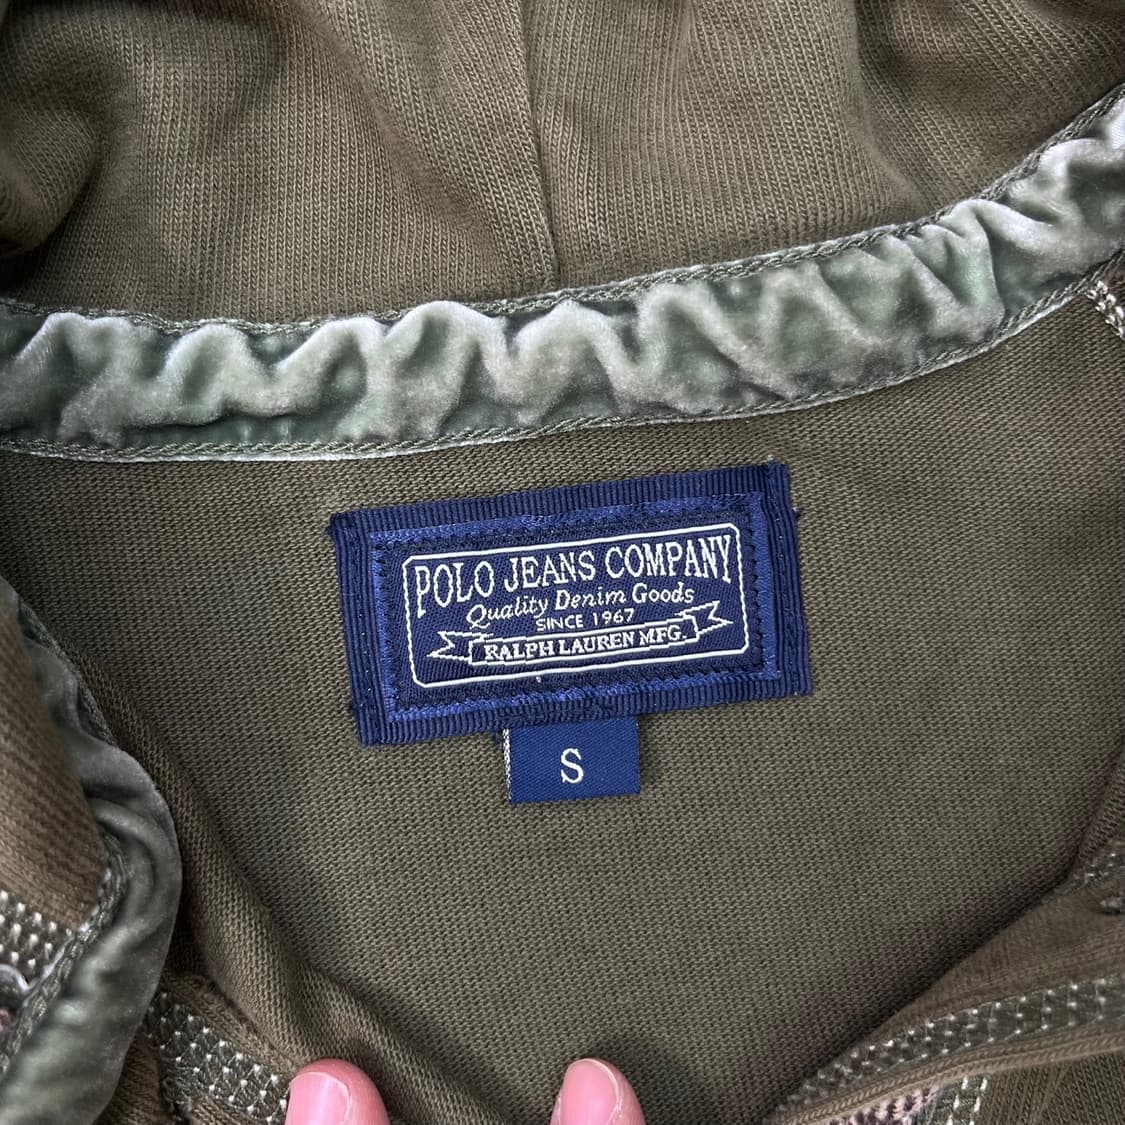 POLO JEANS COMPANY
Quality Denim Goods
SINCE 1967
RALPH LAUREN MFG.
S